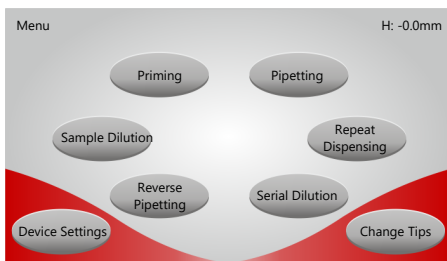 Menu
H: -0.0mm
Priming
Pipetting
Sample Dilution
Repeat
Dispensing
Reverse
Pipetting
Serial Dilution
Device Settings
Change Tips